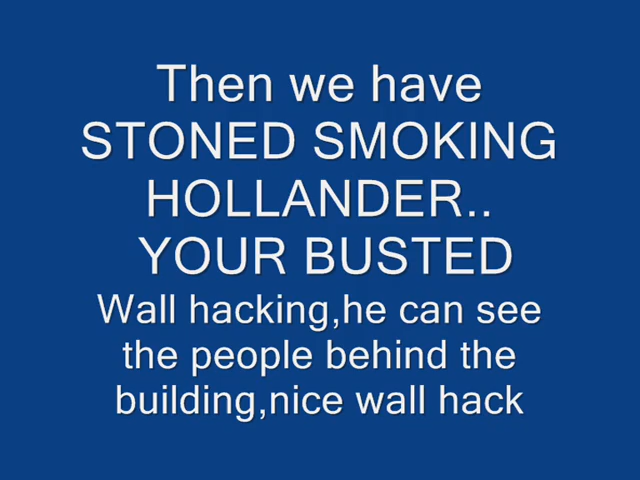 Then we have
STONED SMOKING
HOLLANDER..
YOUR BUSTED
Wall hacking,he can see
the people behind the
building,nice wall hack